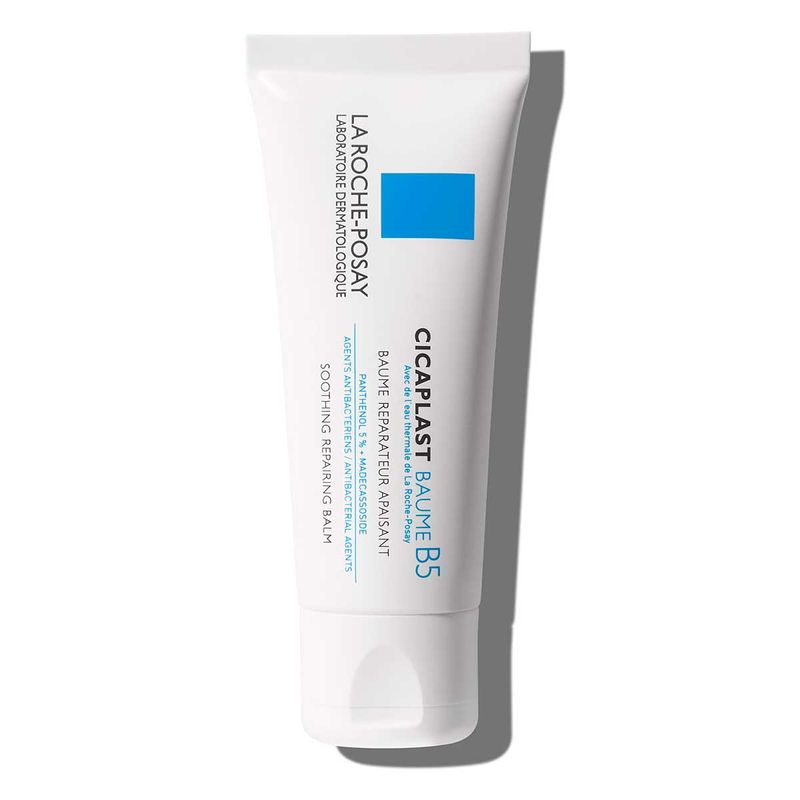 LA ROCHE-POSAY
LABORATOIRE DERMATOLOGIQUE
CICAPLAST BAUME B5
Avec de l'eau thermale de La Roche-Posay
BAUME REPARATEUR APAISANT
PANTHENOL 5 % + MADECASSOSIDE
AGENTS ANTIBACTERIENS / ANTIBACTERIAL AGENTS
SOOTHING REPAIRING BALM